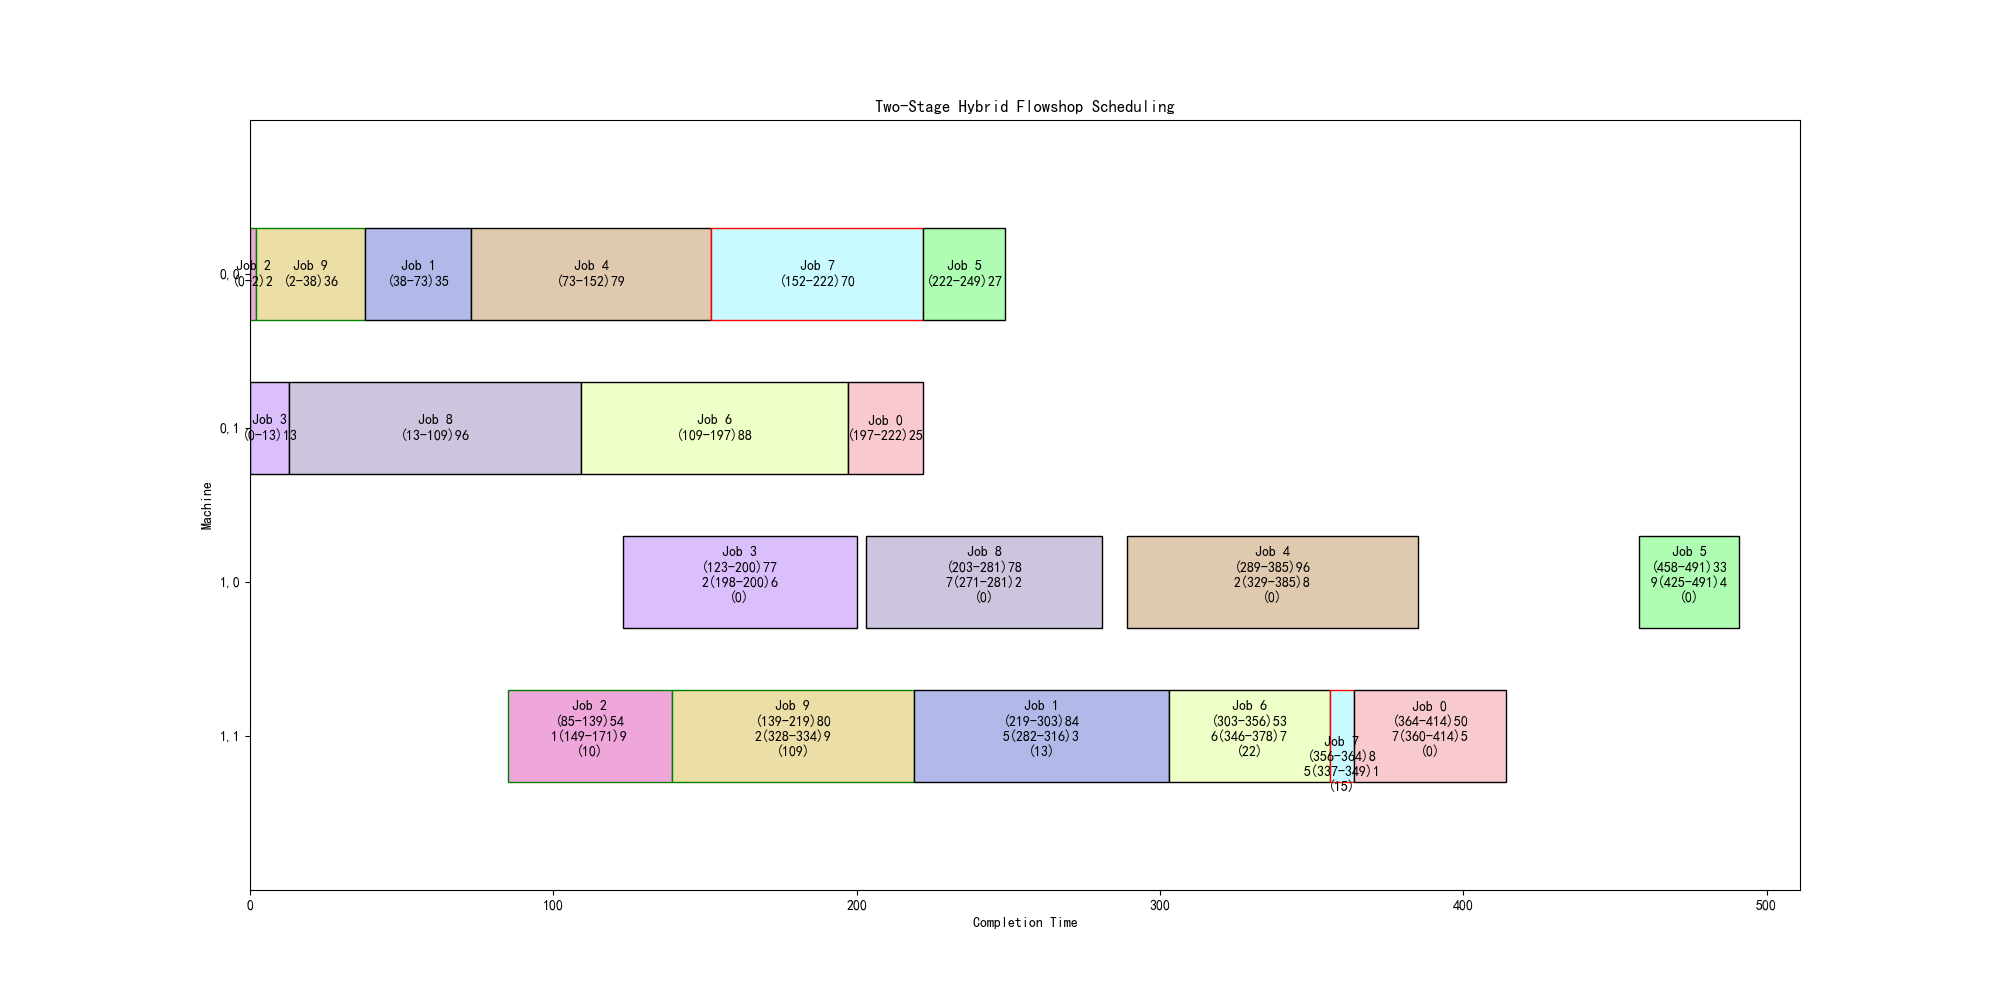 Two-Stage Hybrid Flowshop Scheduling
Machine
0,0
Job 2
(0-2)2
Job 9
(2-38)36
Job 1
(38-73)35
Job 4
(73-152)79
Job 7
(152-222)70
Job 5
(222-249)27
0,1
Job 3
(0-13)13
Job 8
(13-109)96
Job 6
(109-197)88
Job 0
(197-222)25
1,0
Job 3
(123-200)77
2(198-200)6
(0)
Job 8
(203-281)78
7(271-281)2
(0)
Job 4
(289-385)96
2(329-385)8
(0)
Job 5
(458-491)33
9(425-491)4
(0)
1,1
Job 2
(85-139)54
1(149-171)9
(10)
Job 9
(139-219)80
2(328-334)9
(109)
Job 1
(219-303)84
5(282-316)3
(13)
Job 6
(303-356)53
6(346-378)7
(22)
Job 7
(356-364)8
5(337-349)1
(15)
Job 0
(364-414)50
7(360-414)5
(0)
0
100
200
300
400
500
Completion Time